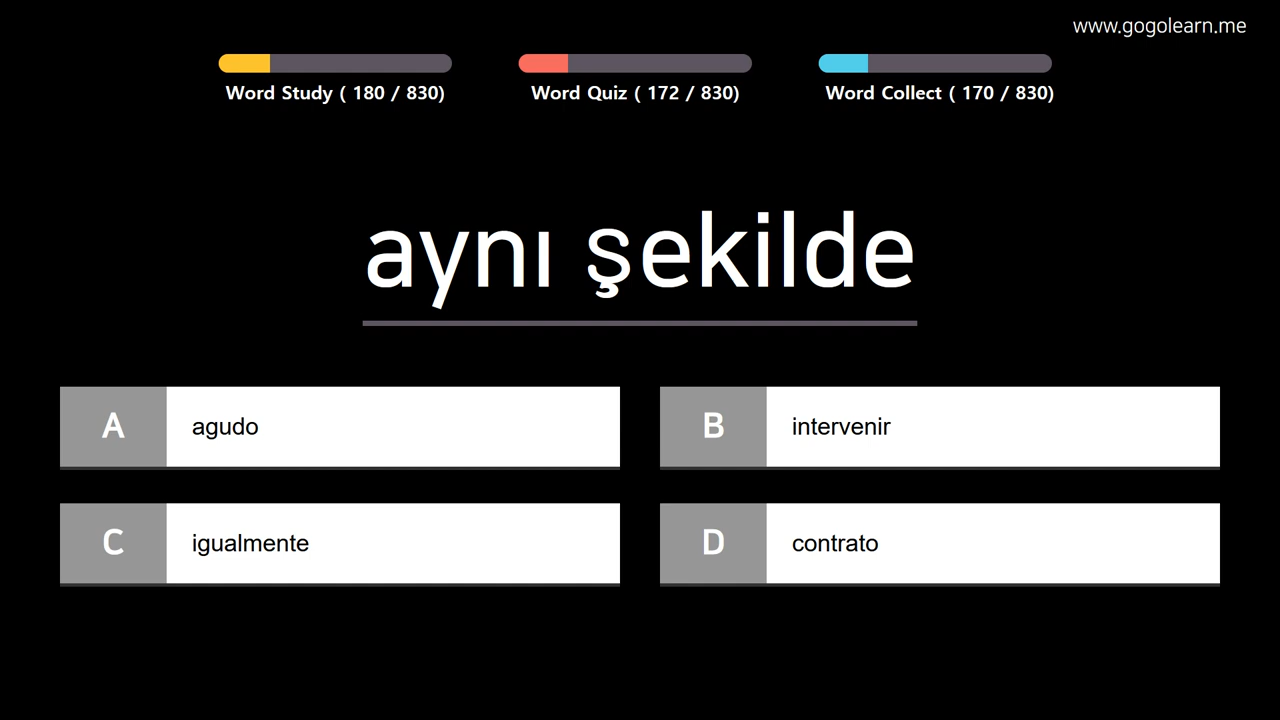 www.gogolearn.me
Word Study ( 180 / 830)
Word Quiz ( 172 / 830)
Word Collect ( 170 / 830)
aynı şekilde
A agudo
B intervenir
C igualmente
D contrato